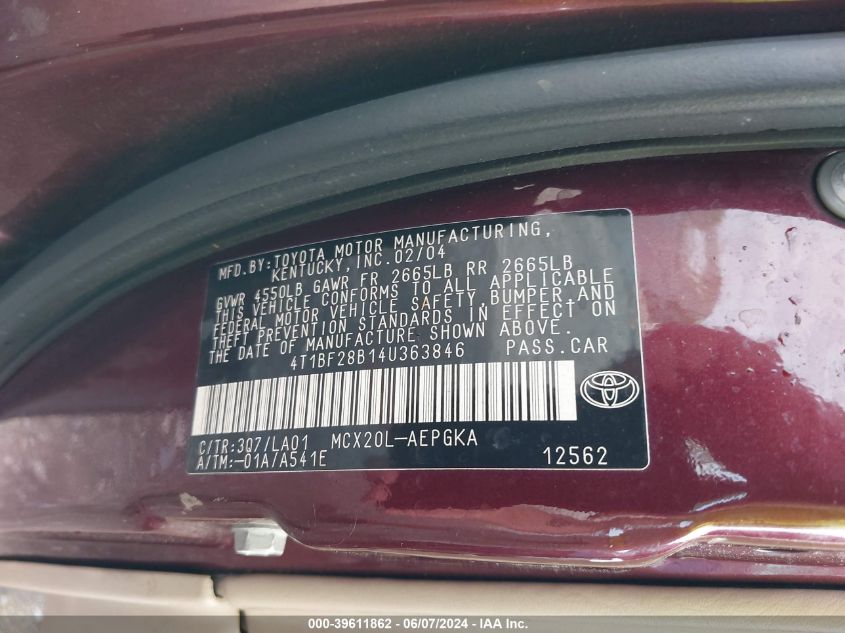 MFD. BY: TOYOTA MOTOR MANUFACTURING,
KENTUCKY, INC. 02/04
GVWR 4550LB GAWR FR 2665LB RR 2665LB
THIS VEHICLE CONFORMS TO ALL APPLICABLE
FEDERAL MOTOR VEHICLE SAFETY, BUMPER, AND
THEFT PREVENTION STANDARDS IN EFFECT ON
THE DATE OF MANUFACTURE SHOWN ABOVE.
4T1BF28B14U363846 PASS. CAR
C/TR: 3Q7/LA01 MCX20L-AEPGKA
A/TM: -01A/A541E 12562
000-39611862 - 06/07/2024 - IAA Inc.